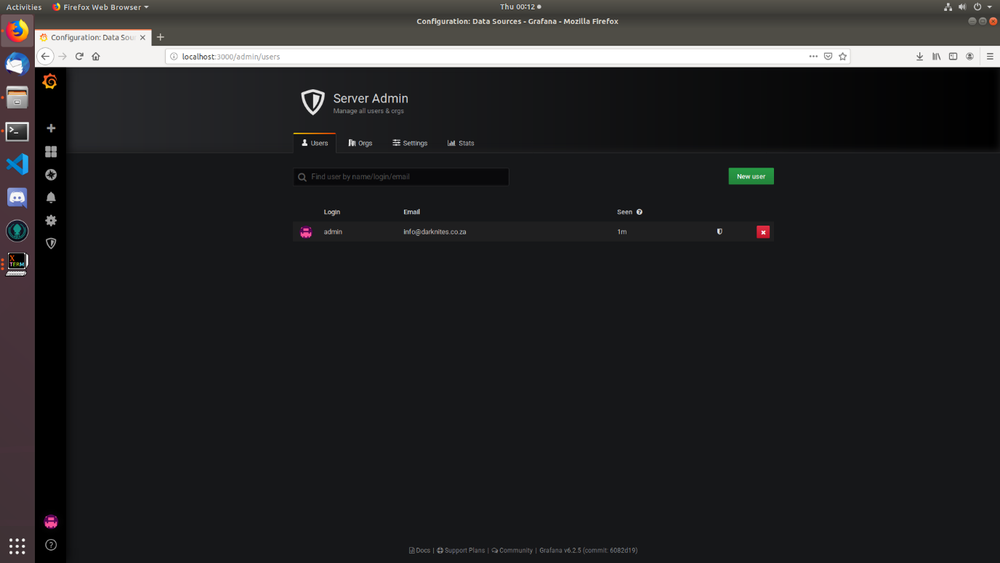 Activities Firefox Web Browser Thu 00:12
Configuration: Data Sources - Grafana - Mozilla Firefox
Configuration: Data Sour
localhost:3000/admin/users
Server Admin
Manage all users & orgs
Users Orgs Settings Stats
Find user by name/login/email New user
Login Email Seen
admin info@darknites.co.za 1m
X
TERM
Docs | Support Plans | Community | Grafana v6.2.5 (commit: 6082d19)